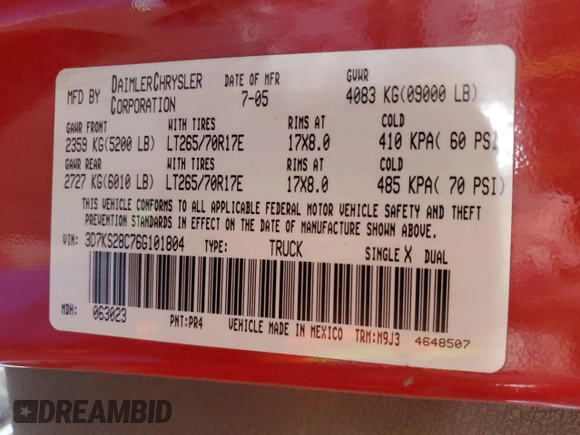 MFD BY DAIMLERCHRYSLER CORPORATION DATE OF MFR 7-05 GVWR 4083 KG(09000 LB)
GAWR FRONT WITH TIRES RIMS AT COLD
2359 KG(5200 LB) LT265/70R17E 17X8.0 410 KPA( 60 PSI
GAWR REAR WITH TIRES RIMS AT COLD
2727 KG(6010 LB) LT265/70R17E 17X8.0 485 KPA( 70 PSI)
THIS VEHICLE CONFORMS TO ALL APPLICABLE FEDERAL MOTOR VEHICLE SAFETY AND THEFT
PREVENTION STANDARDS IN EFFECT ON THE DATE OF MANUFACTURE SHOWN ABOVE.
VIN: 3D7KS28C76G101804 TYPE: TRUCK SINGLE X DUAL
MDH: 063023 PNT:PR4 VEHICLE MADE IN MEXICO TRM:M9J3 4648507
DREAMBID